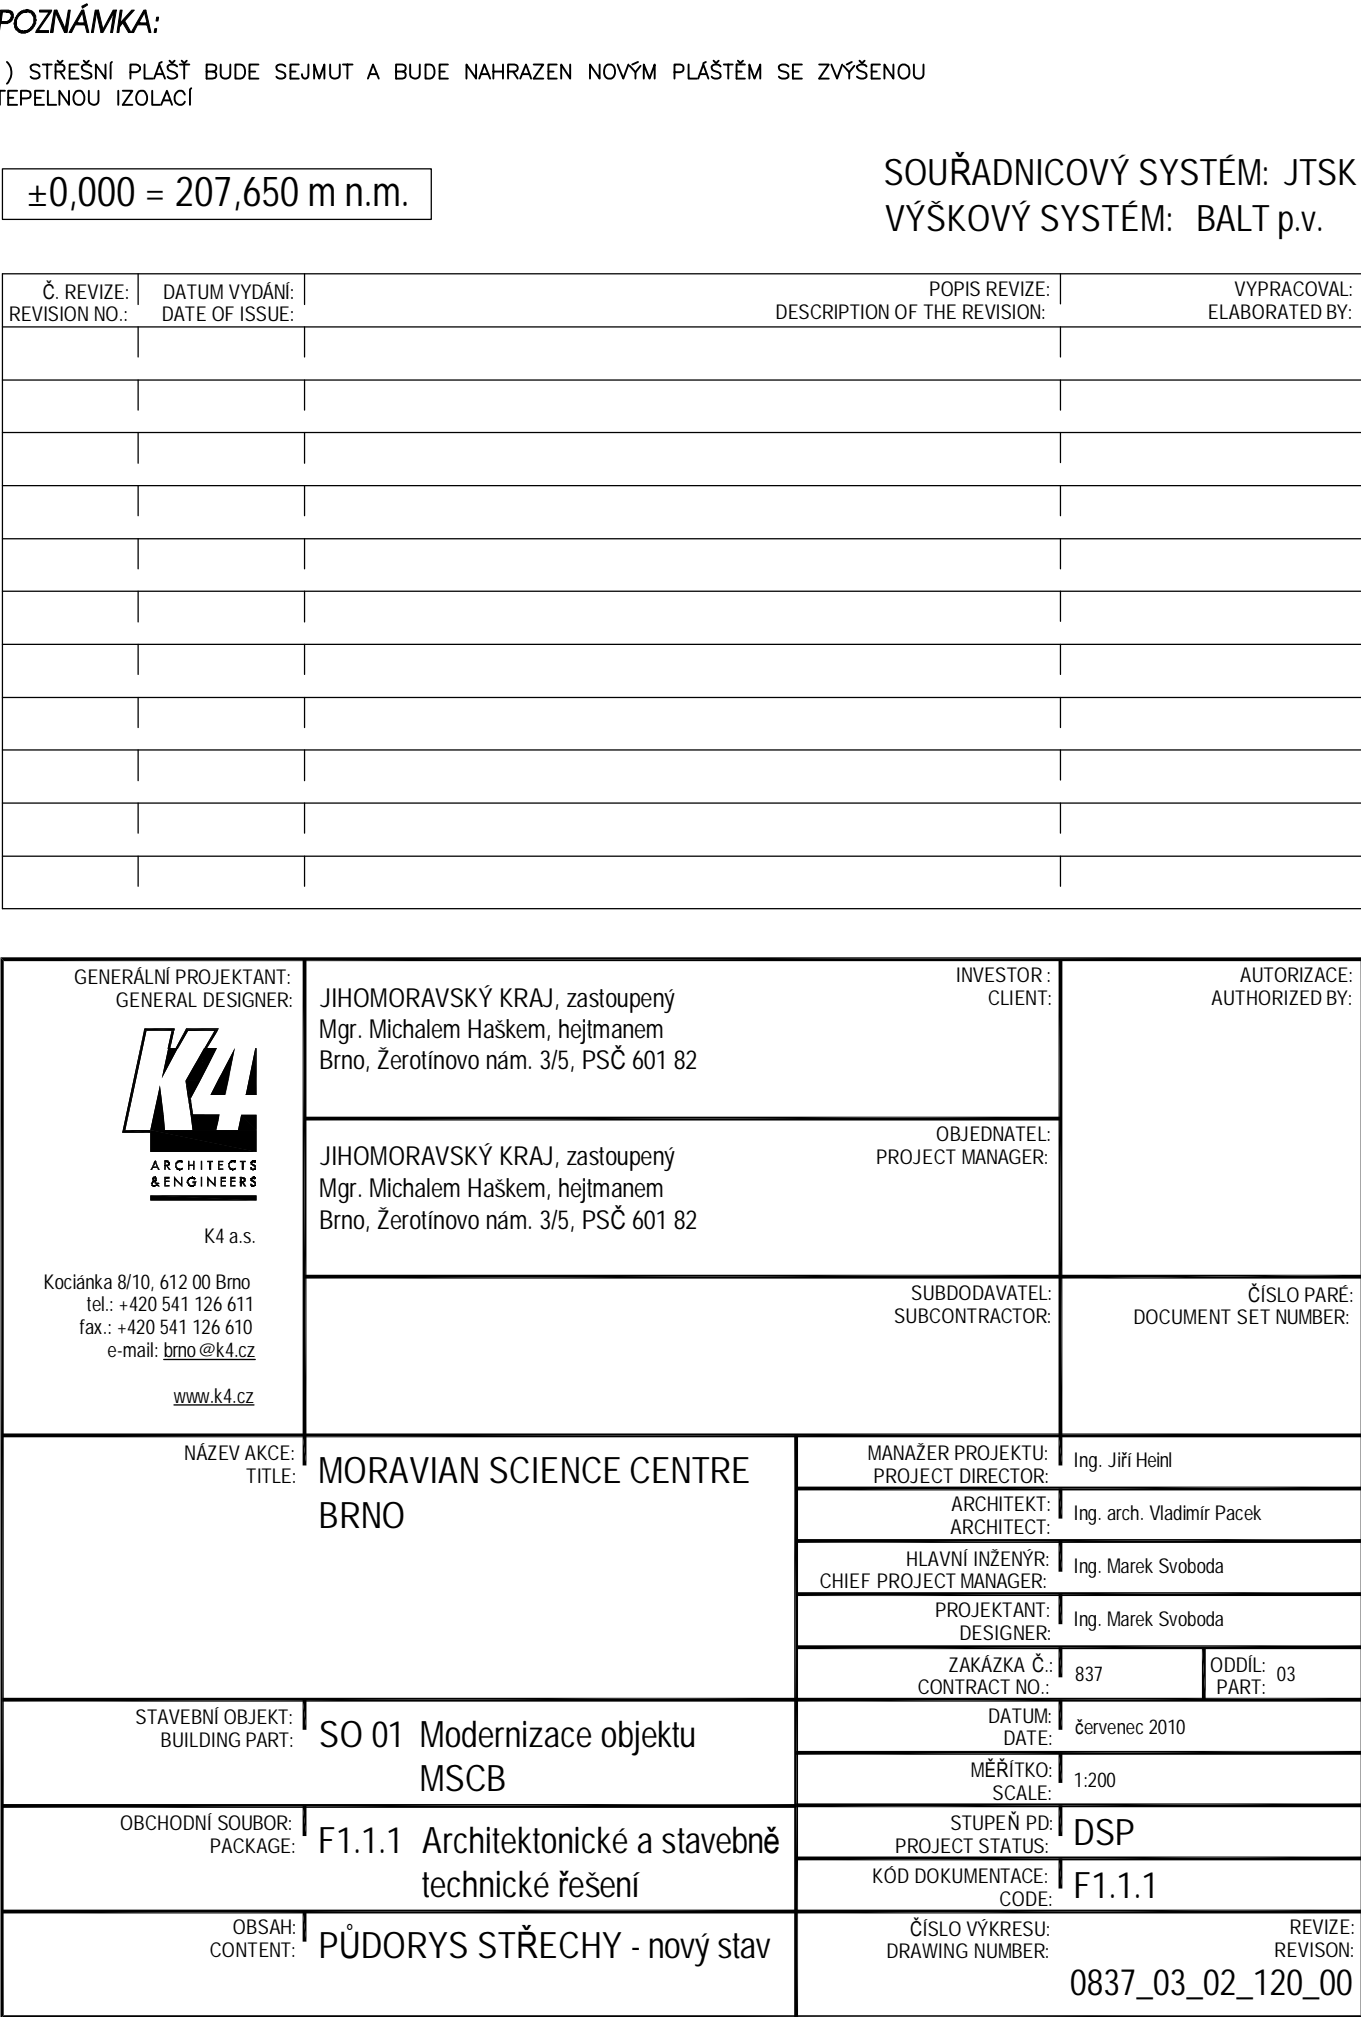 POZNÁMKA:
) STŘEŠNÍ PLÁŠŤ BUDE SEJMUT A BUDE NAHRAZEN NOVÝM PLÁŠTĚM SE ZVÝŠENOU
TEPELNOU IZOLACÍ
±0,000 = 207,650 m n.m.
SOUŘADNICOVÝ SYSTÉM: JTSK
VÝŠKOVÝ SYSTÉM: BALT p.v.
Č. REVIZE:
REVISION NO.:
DATUM VYDÁNÍ:
DATE OF ISSUE:
POPIS REVIZE:
DESCRIPTION OF THE REVISION:
VYPRACOVAL:
ELABORATED BY:
GENERÁLNÍ PROJEKTANT:
GENERAL DESIGNER:
K4
ARCHITECTS
&ENGINEERS
K4 a.s.
Kociánka 8/10, 612 00 Brno
tel.: +420 541 126 611
fax.: +420 541 126 610
e-mail: brno@k4.cz
www.k4.cz
INVESTOR :
CLIENT:
JIHOMORAVSKÝ KRAJ, zastoupený
Mgr. Michalem Haškem, hejtmanem
Brno, Žerotínovo nám. 3/5, PSČ 601 82
AUTORIZACE:
AUTHORIZED BY:
OBJEDNATEL:
PROJECT MANAGER:
JIHOMORAVSKÝ KRAJ, zastoupený
Mgr. Michalem Haškem, hejtmanem
Brno, Žerotínovo nám. 3/5, PSČ 601 82
SUBDODAVATEL:
SUBCONTRACTOR:
ČÍSLO PARÉ:
DOCUMENT SET NUMBER:
NÁZEV AKCE:
TITLE:
MORAVIAN SCIENCE CENTRE
BRNO
MANAŽER PROJEKTU:
PROJECT DIRECTOR:
Ing. Jiří Heinl
ARCHITEKT:
ARCHITECT:
Ing. arch. Vladimír Pacek
HLAVNÍ INŽENÝR:
CHIEF PROJECT MANAGER:
Ing. Marek Svoboda
PROJEKTANT:
DESIGNER:
Ing. Marek Svoboda
ZAKÁZKA Č.:
CONTRACT NO.:
837
ODDÍL:
PART:
03
STAVEBNÍ OBJEKT:
BUILDING PART:
SO 01 Modernizace objektu
MSCB
DATUM:
DATE:
červenec 2010
MĚŘÍTKO:
SCALE:
1:200
OBCHODNÍ SOUBOR:
PACKAGE:
F1.1.1 Architektonické a stavebně
technické řešení
STUPEŇ PD:
PROJECT STATUS:
DSP
KÓD DOKUMENTACE:
CODE:
F1.1.1
OBSAH:
CONTENT:
PŮDORYS STŘECHY - nový stav
ČÍSLO VÝKRESU:
DRAWING NUMBER:
REVIZE:
REVISON:
0837_03_02_120_00